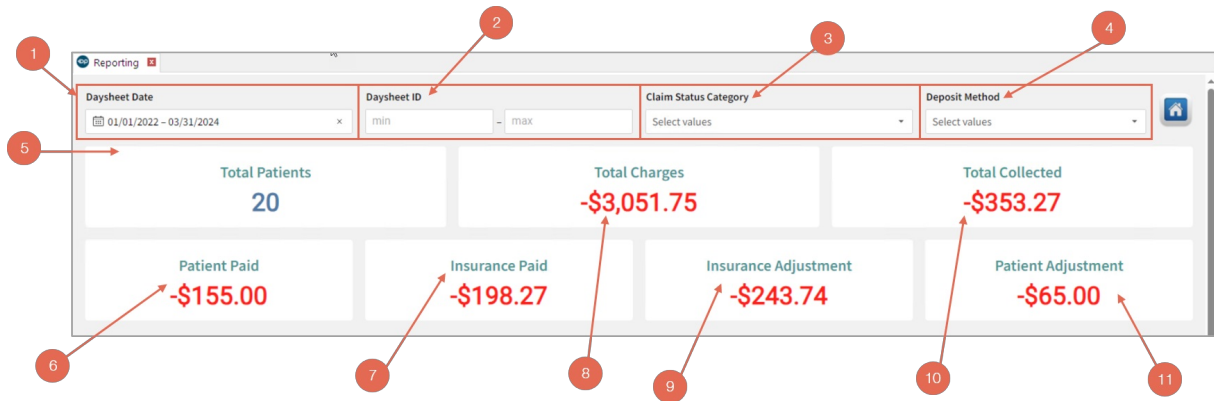 1
2
3
4
Reporting
Daysheet Date
Daysheet ID
Claim Status Category
Deposit Method
01/01/2022 – 03/31/2024 ×
min – max
Select values
Select values
5
Total Patients
20
Total Charges
-$3,051.75
Total Collected
-$353.27
Patient Paid
-$155.00
Insurance Paid
-$198.27
Insurance Adjustment
-$243.74
Patient Adjustment
-$65.00
6
7
8
9
10
11